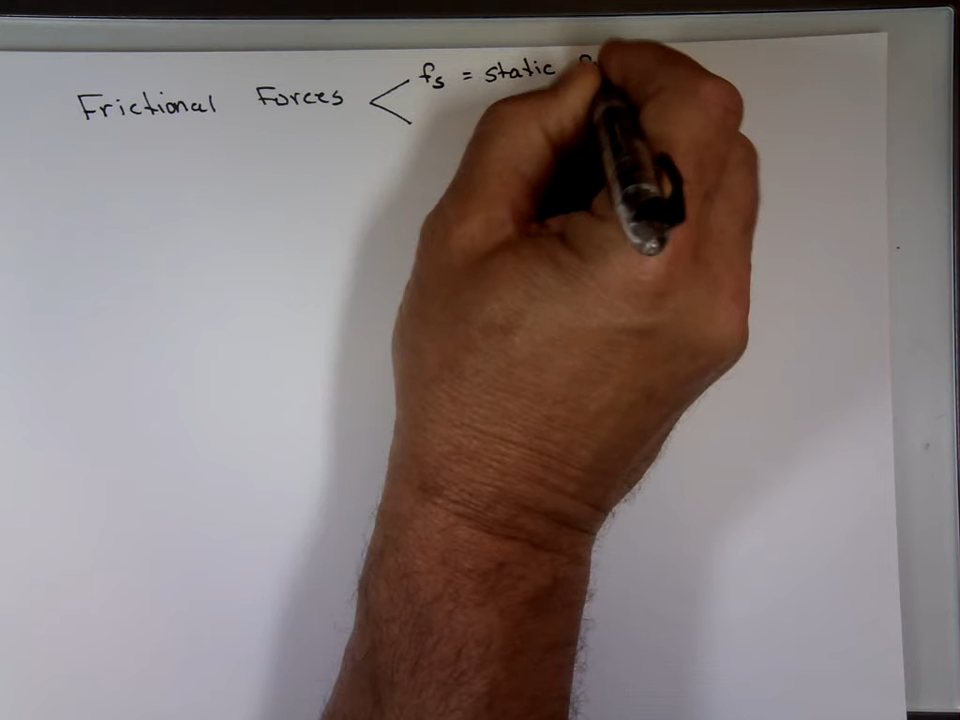 Frictional Forces < fs = static